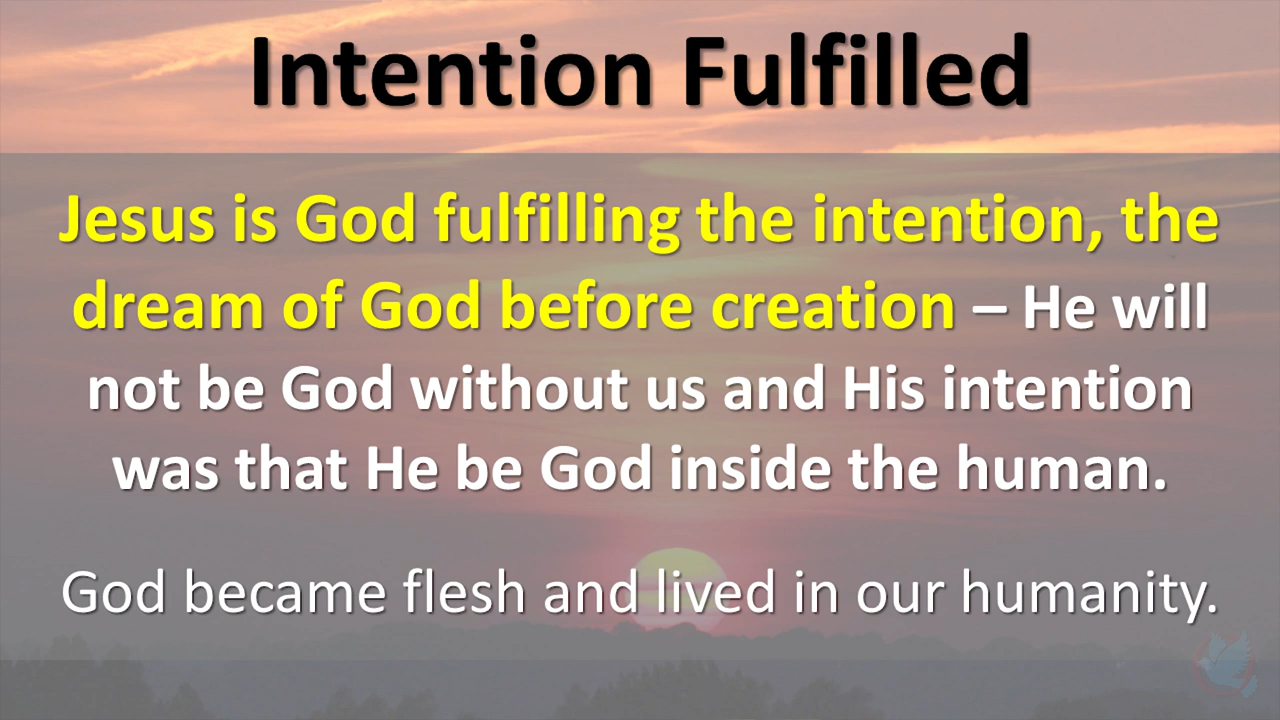 Intention Fulfilled
Jesus is God fulfilling the intention, the
dream of God before creation – He will
not be God without us and His intention
was that He be God inside the human.
God became flesh and lived in our humanity.